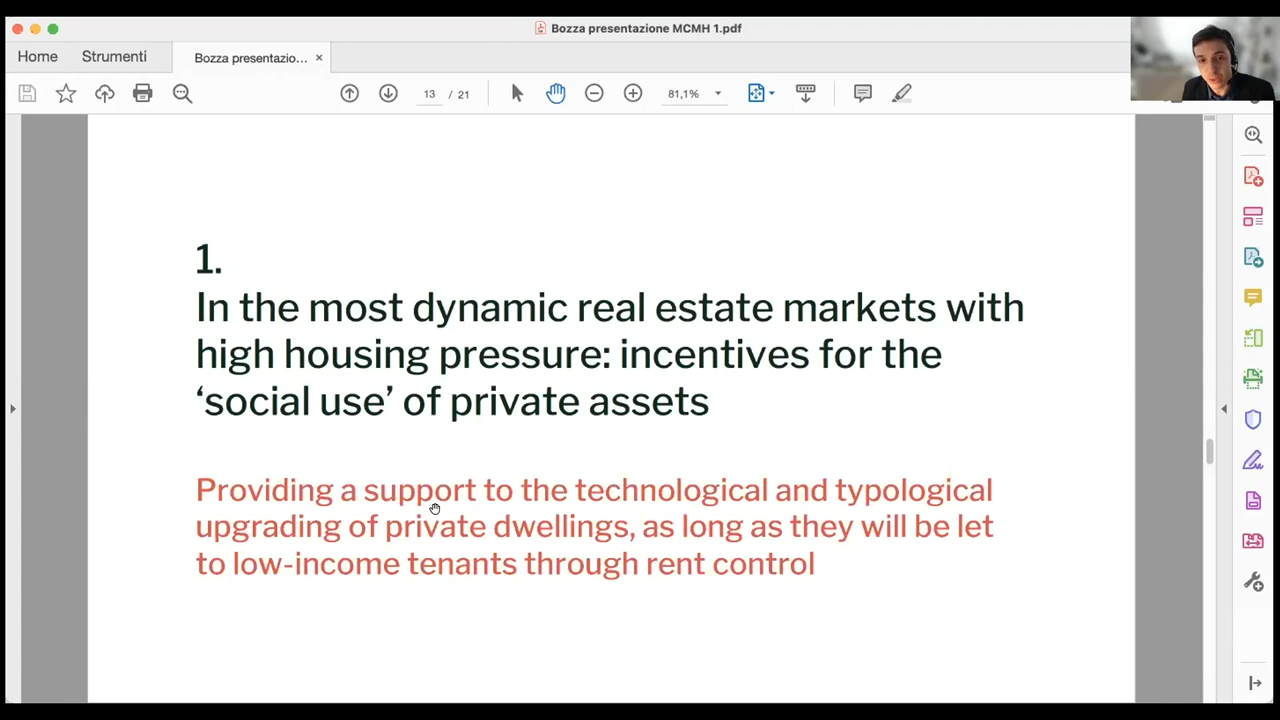 Bozza presentazione MCMH 1.pdf
Home
Strumenti
Bozza presentazio...
13 / 21
81,1%
1.
In the most dynamic real estate markets with
high housing pressure: incentives for the
‘social use’ of private assets
Providing a support to the technological and typological
upgrading of private dwellings, as long as they will be let
to low-income tenants through rent control